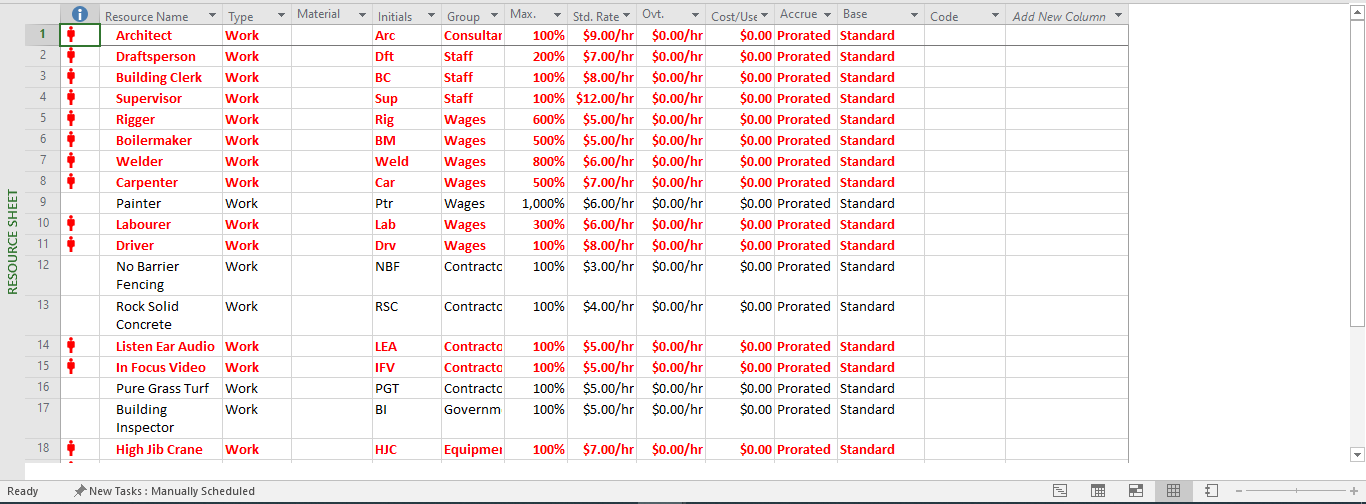 Resource Name Type Material Initials Group Max. Std. Rate Ovt. Cost/Use Accrue Base Code Add New Column
1 Architect Work Arc Consultan 100% $9.00/hr $0.00/hr $0.00 Prorated Standard
2 Draftsperson Work Dft Staff 200% $7.00/hr $0.00/hr $0.00 Prorated Standard
3 Building Clerk Work BC Staff 100% $8.00/hr $0.00/hr $0.00 Prorated Standard
4 Supervisor Work Sup Staff 100% $12.00/hr $0.00/hr $0.00 Prorated Standard
5 Rigger Work Rig Wages 600% $5.00/hr $0.00/hr $0.00 Prorated Standard
6 Boilermaker Work BM Wages 500% $5.00/hr $0.00/hr $0.00 Prorated Standard
7 Welder Work Weld Wages 800% $6.00/hr $0.00/hr $0.00 Prorated Standard
8 Carpenter Work Car Wages 500% $7.00/hr $0.00/hr $0.00 Prorated Standard
9 Painter Work Ptr Wages 1,000% $6.00/hr $0.00/hr $0.00 Prorated Standard
10 Labourer Work Lab Wages 300% $6.00/hr $0.00/hr $0.00 Prorated Standard
11 Driver Work Drv Wages 100% $8.00/hr $0.00/hr $0.00 Prorated Standard
12 No Barrier Work NBF Contracto 100% $3.00/hr $0.00/hr $0.00 Prorated Standard
Fencing
13 Rock Solid Work RSC Contracto 100% $4.00/hr $0.00/hr $0.00 Prorated Standard
Concrete
14 Listen Ear Audio Work LEA Contracto 100% $5.00/hr $0.00/hr $0.00 Prorated Standard
15 In Focus Video Work IFV Contracto 100% $5.00/hr $0.00/hr $0.00 Prorated Standard
16 Pure Grass Turf Work PGT Contracto 100% $5.00/hr $0.00/hr $0.00 Prorated Standard
17 Building Work BI Governm 100% $5.00/hr $0.00/hr $0.00 Prorated Standard
Inspector
18 High Jib Crane Work HJC Equipmer 100% $7.00/hr $0.00/hr $0.00 Prorated Standard
RESOURCE SHEET
Ready New Tasks : Manually Scheduled